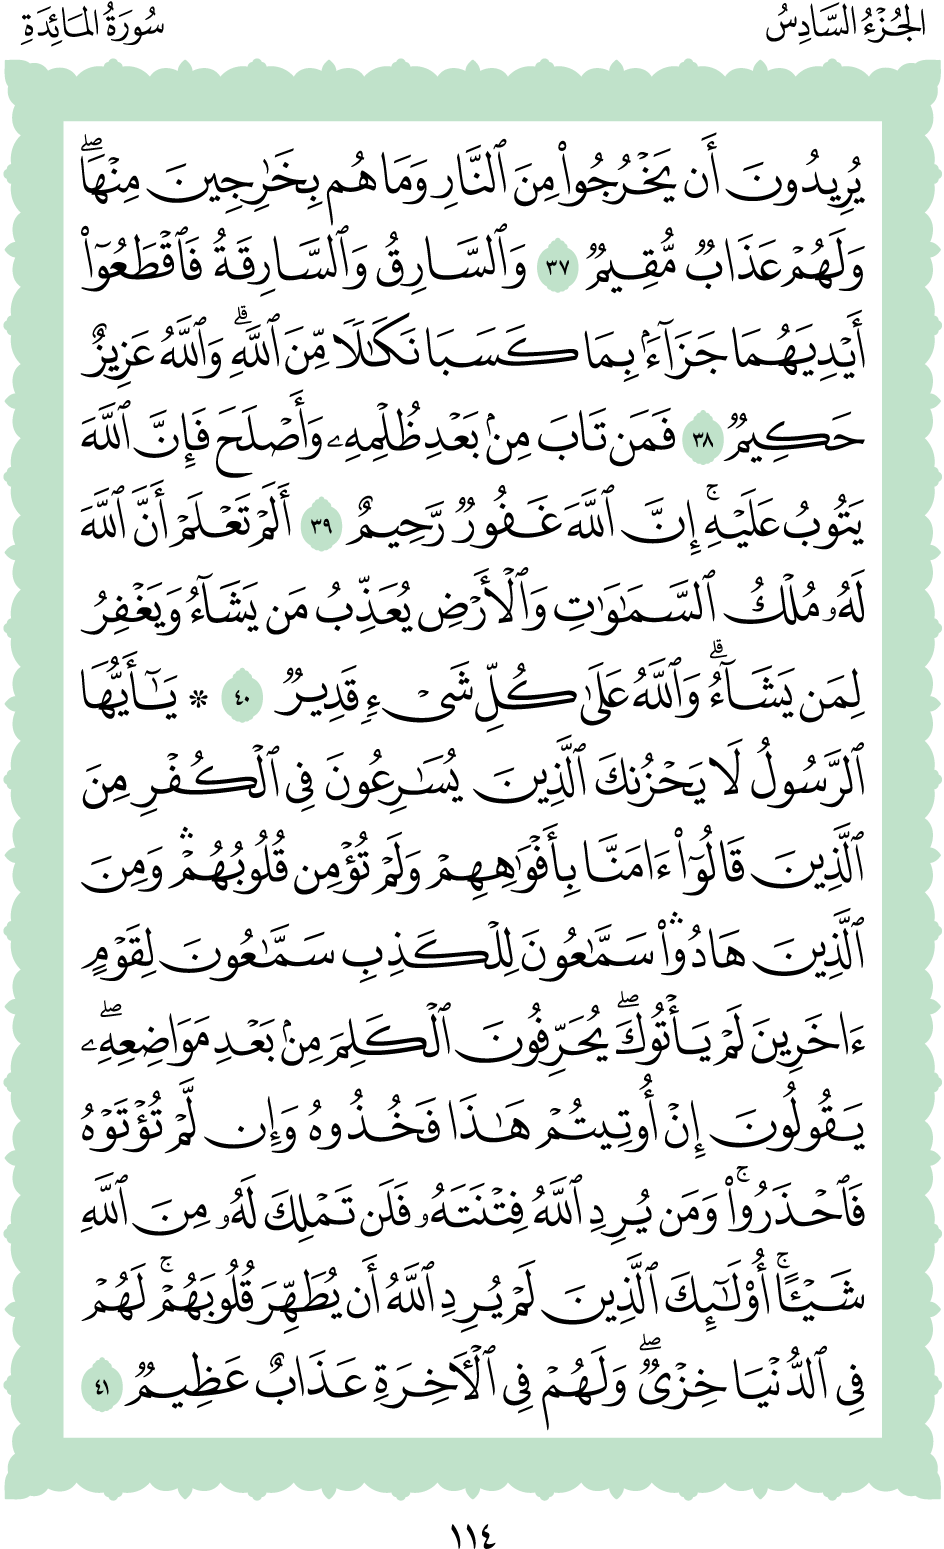 الجُزْءُ السَّادِسُ
سُورَةُ المَائِدَةِ
يُرِيدُونَ أَن يَخْرُجُوا۟ مِنَ ٱلنَّارِ وَمَا هُم بِخَـٰرِجِينَ مِنْهَا ۖ
وَلَهُمْ عَذَابٌ مُّقِيمٌ ٣٧ وَٱلسَّارِقُ وَٱلسَّارِقَةُ فَٱقْطَعُوٓا۟
أَيْدِيَهُمَا جَزَآءًۢ بِمَا كَسَبَا نَكَـٰلًا مِّنَ ٱللَّهِ ۗ وَٱللَّهُ عَزِيزٌ
حَكِيمٌ ٣٨ فَمَن تَابَ مِنۢ بَعْدِ ظُلْمِهِۦ وَأَصْلَحَ فَإِنَّ ٱللَّهَ
يَتُوبُ عَلَيْهِ ۚ إِنَّ ٱللَّهَ غَفُورٌ رَّحِيمٌ ٣٩ أَلَمْ تَعْلَمْ أَنَّ ٱللَّهَ
لَهُۥ مُلْكُ ٱلسَّمَـٰوَٰتِ وَٱلْأَرْضِ يُعَذِّبُ مَن يَشَآءُ وَيَغْفِرُ
لِمَن يَشَآءُ ۗ وَٱللَّهُ عَلَىٰ كُلِّ شَىْءٍ قَدِيرٌ ٤٠ ۞ يَـٰٓأَيُّهَا
ٱلرَّسُولُ لَا يَحْزُنكَ ٱلَّذِينَ يُسَـٰرِعُونَ فِى ٱلْكُفْرِ مِنَ
ٱلَّذِينَ قَالُوٓا۟ ءَامَنَّا بِأَفْوَٰهِهِمْ وَلَمْ تُؤْمِن قُلُوبُهُمْ ۛ وَمِنَ
ٱلَّذِينَ هَادُوا۟ ۛ سَمَّـٰعُونَ لِلْكَذِبِ سَمَّـٰعُونَ لِقَوْمٍ
ءَاخَرِينَ لَمْ يَأْتُوكَ ۖ يُحَرِّفُونَ ٱلْكَلِمَ مِنۢ بَعْدِ مَوَاضِعِهِۦ ۖ
يَقُولُونَ إِنْ أُوتِيتُمْ هَـٰذَا فَخُذُوهُ وَإِن لَّمْ تُؤْتَوْهُ
فَٱحْذَرُوا۟ ۚ وَمَن يُرِدِ ٱللَّهُ فِتْنَتَهُۥ فَلَن تَمْلِكَ لَهُۥ مِنَ ٱللَّهِ
شَيْـًٔا ۚ أُو۟لَـٰٓئِكَ ٱلَّذِينَ لَمْ يُرِدِ ٱللَّهُ أَن يُطَهِّرَ قُلُوبَهُمْ ۚ لَهُمْ
فِى ٱلدُّنْيَا خِزْىٌ ۖ وَلَهُمْ فِى ٱلْـَٔاخِرَةِ عَذَابٌ عَظِيمٌ ٤١
١١٤